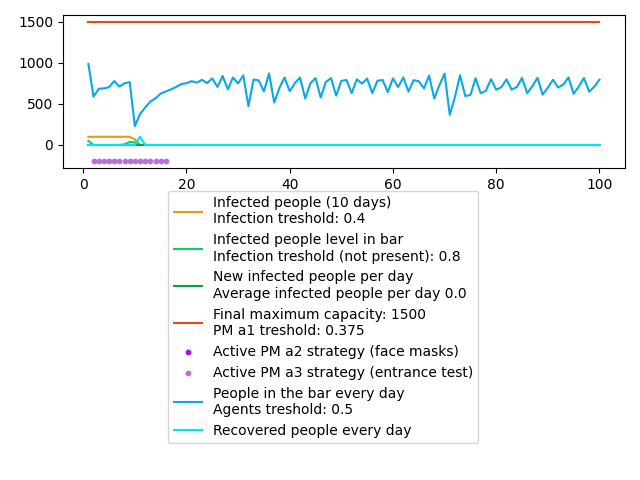 1500
1000
500
0
0 20 40 60 80 100
Infected people (10 days)
Infection treshold: 0.4
Infected people level in bar
Infection treshold (not present): 0.8
New infected people per day
Average infected people per day 0.0
Final maximum capacity: 1500
PM a1 treshold: 0.375
Active PM a2 strategy (face masks)
Active PM a3 strategy (entrance test)
People in the bar every day
Agents treshold: 0.5
Recovered people every day